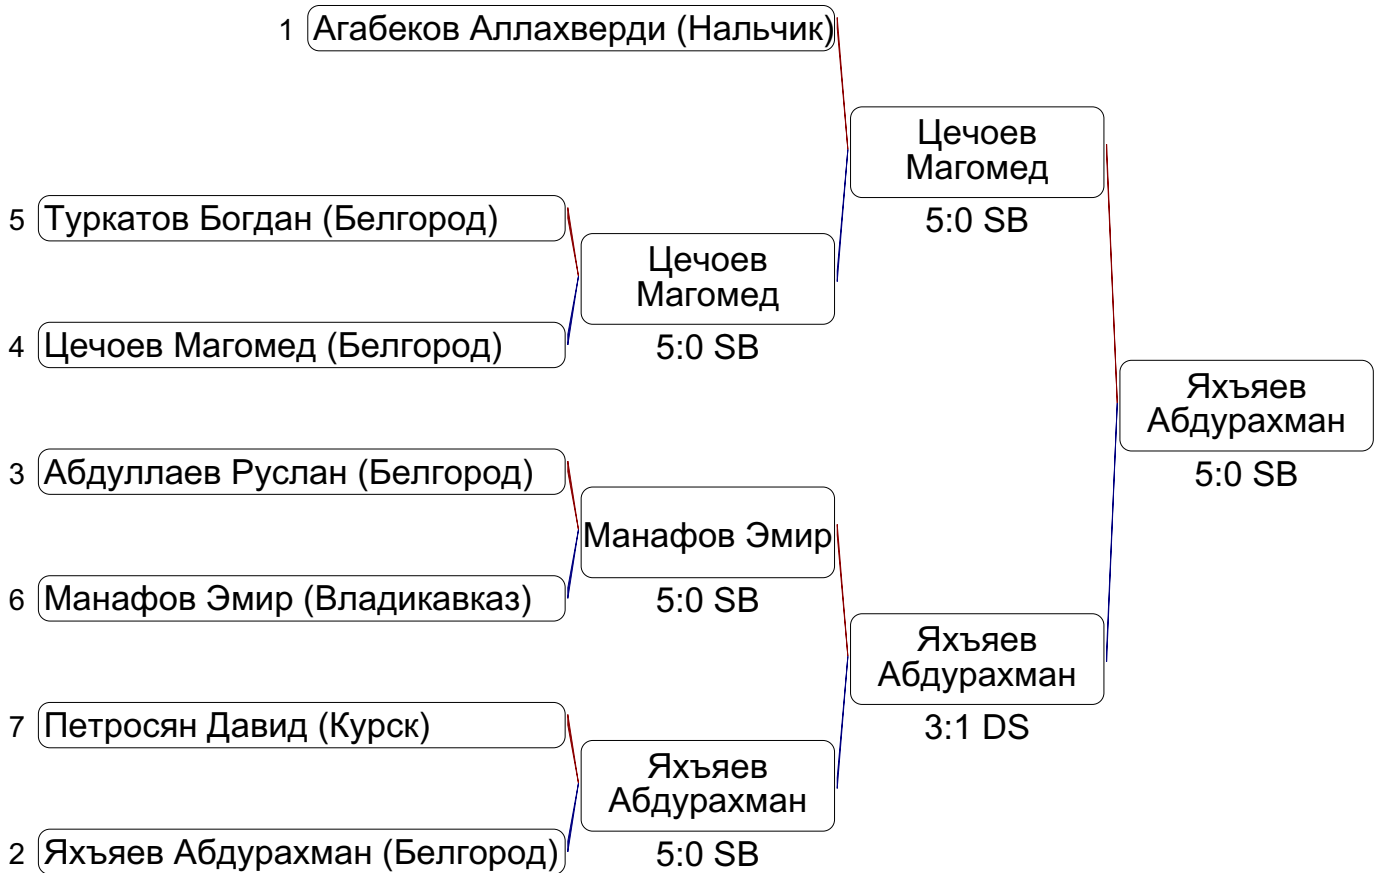 1 Агабеков Аллахверди (Нальчик)
Цечоев
Магомед
5:0 SB
5 Туркатов Богдан (Белгород)
Цечоев
Магомед
5:0 SB
4 Цечоев Магомед (Белгород)
Яхъяев
Абдурахман
5:0 SB
3 Абдуллаев Руслан (Белгород)
Манафов Эмир
5:0 SB
6 Манафов Эмир (Владикавказ)
Яхъяев
Абдурахман
3:1 DS
7 Петросян Давид (Курск)
Яхъяев
Абдурахман
5:0 SB
2 Яхъяев Абдурахман (Белгород)